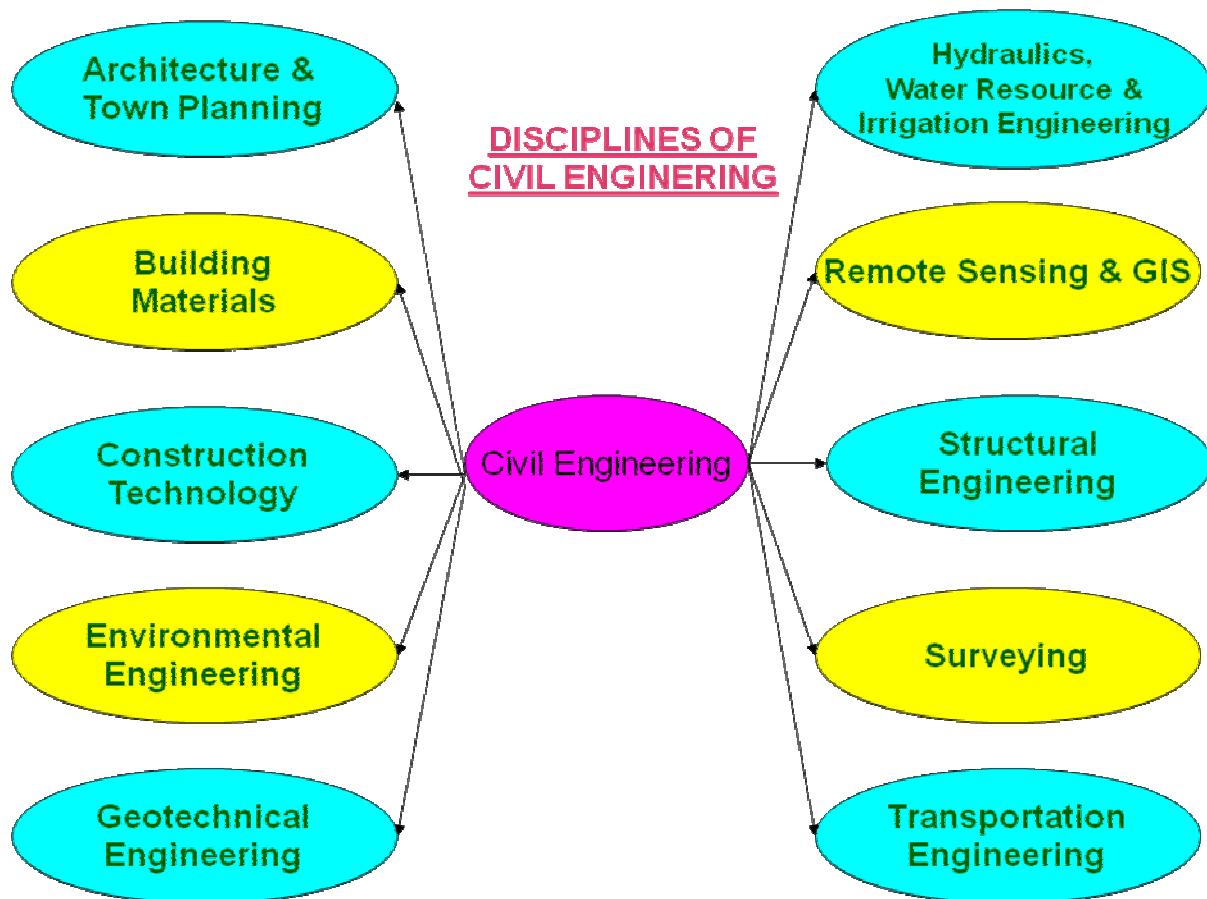 Architecture &
Town Planning
Building
Materials
Construction
Technology
Environmental
Engineering
Geotechnical
Engineering
DISCIPLINES OF
CIVIL ENGINERING
Civil Engineering
Hydraulics,
Water Resource &
Irrigation Engineering
Remote Sensing & GIS
Structural
Engineering
Surveying
Transportation
Engineering